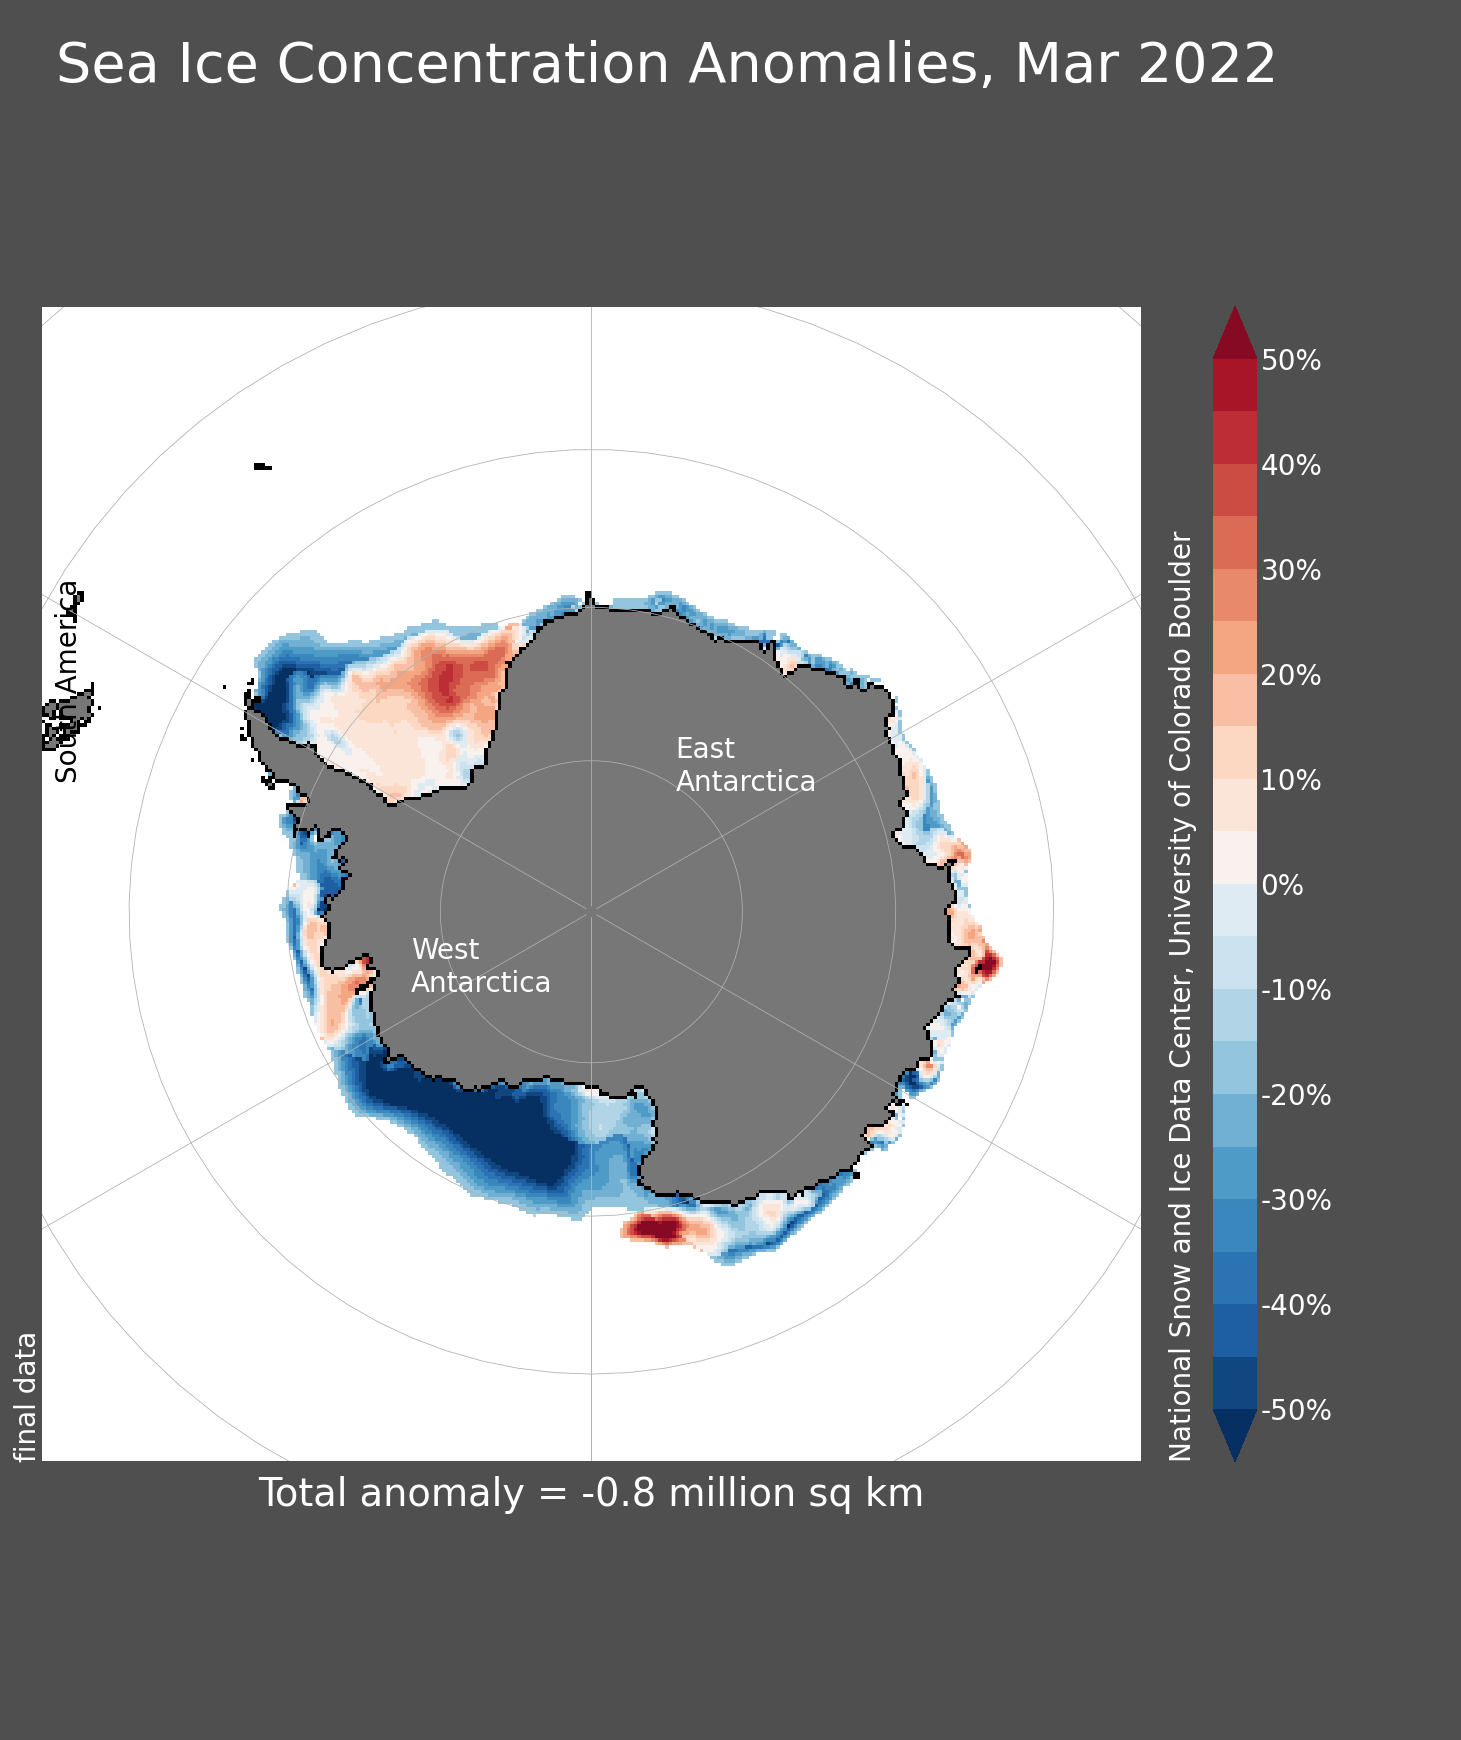 Sea Ice Concentration Anomalies, Mar 2022
South America
East
Antarctica
West
Antarctica
final data
National Snow and Ice Data Center, University of Colorado Boulder
50%
40%
30%
20%
10%
0%
-10%
-20%
-30%
-40%
-50%
Total anomaly = -0.8 million sq km